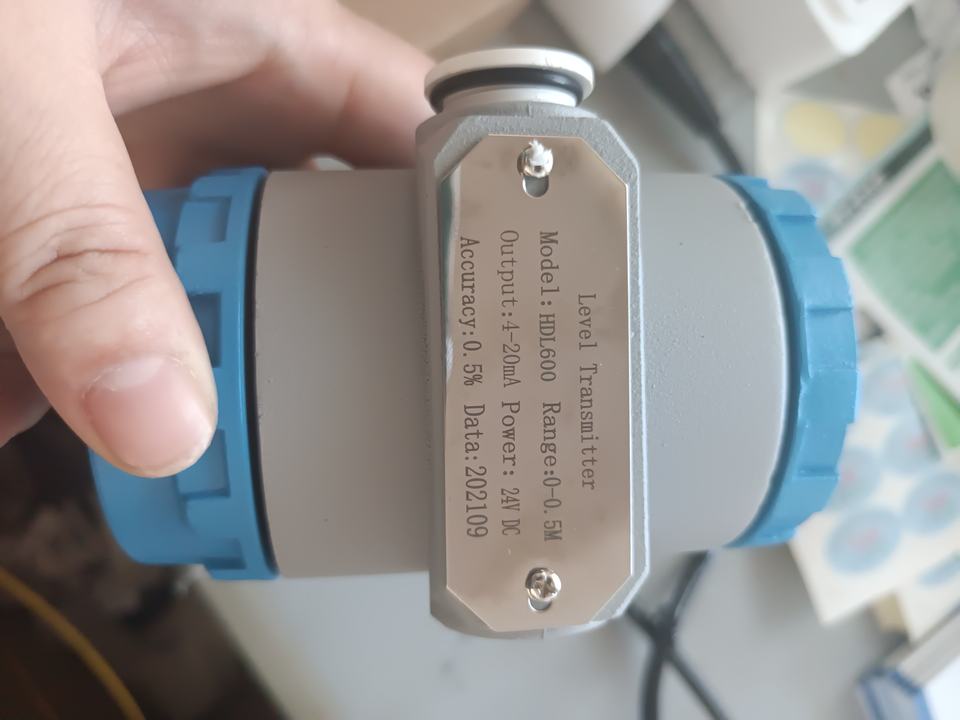 Level Transmitter
Model:HDL600 Range:0-0.5M
Output:4-20mA Power: 24V DC
Accuracy:0.5% Data:202109